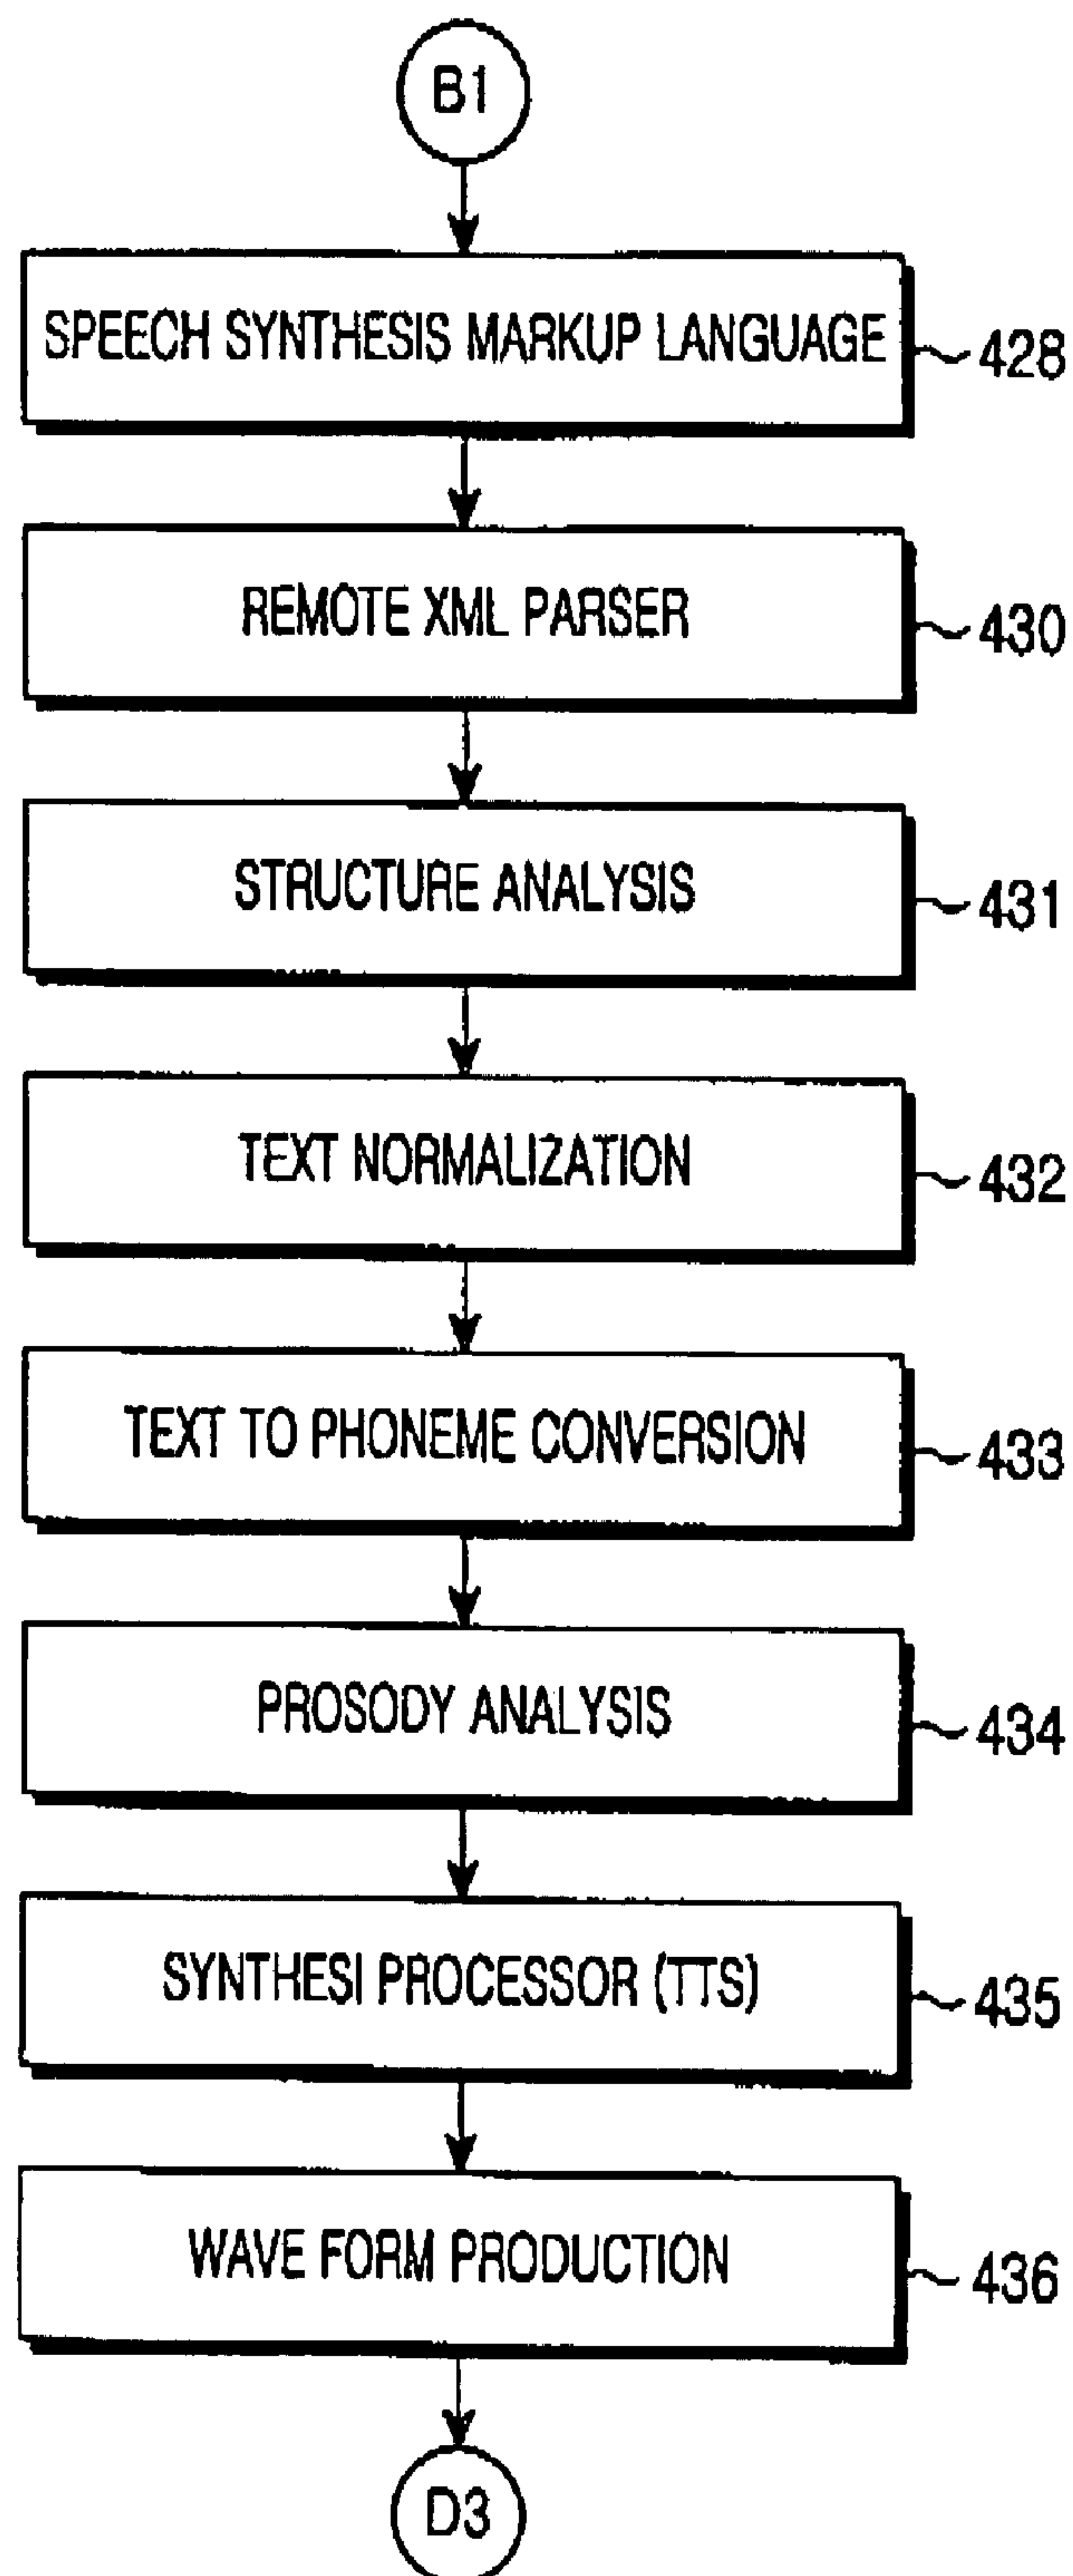 B1
SPEECH SYNTHESIS MARKUP LANGUAGE 428
REMOTE XML PARSER 430
STRUCTURE ANALYSIS 431
TEXT NORMALIZATION 432
TEXT TO PHONEME CONVERSION 433
PROSODY ANALYSIS 434
SYNTHESI PROCESSOR (TTS) 435
WAVE FORM PRODUCTION 436
D3